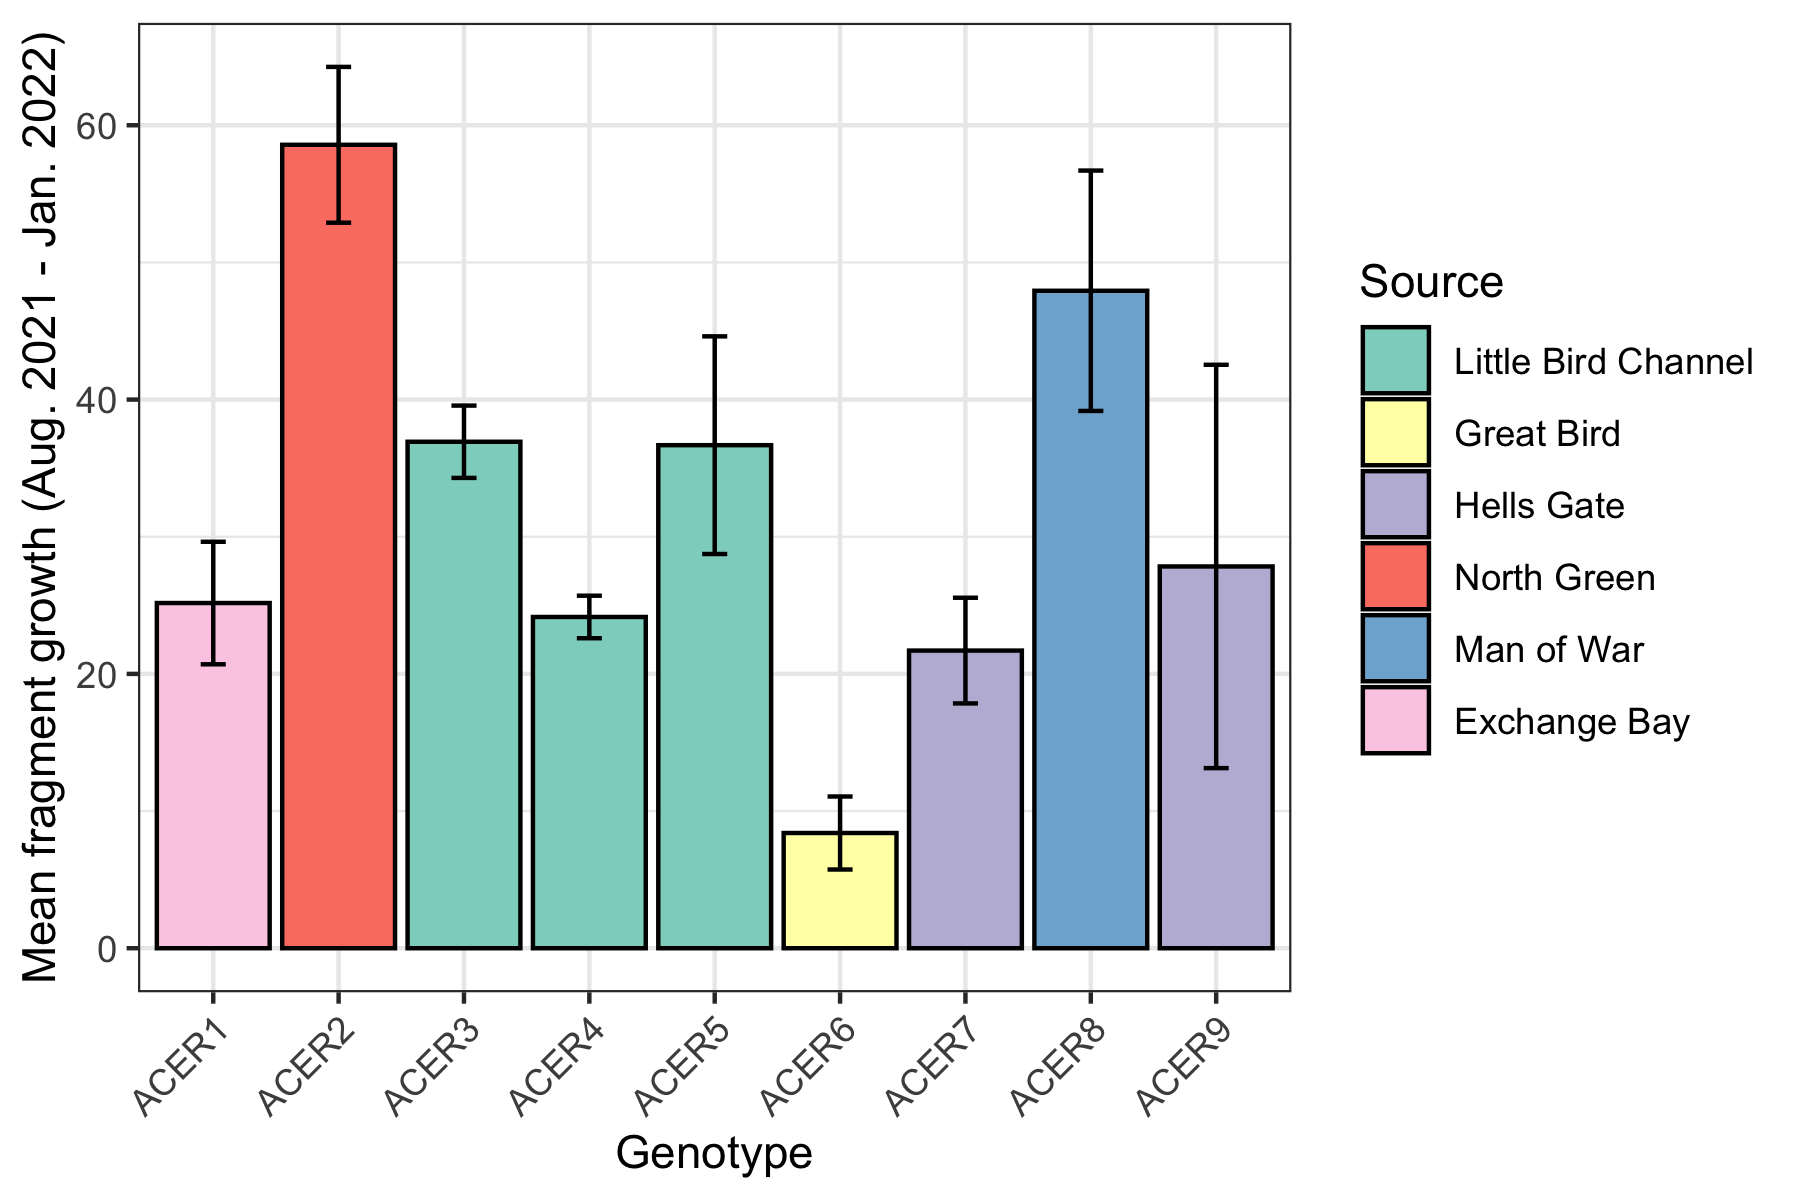 Mean fragment growth (Aug. 2021 - Jan. 2022)
60
40
20
0
ACER1
ACER2
ACER3
ACER4
ACER5
ACER6
ACER7
ACER8
ACER9
Genotype
Source
Little Bird Channel
Great Bird
Hells Gate
North Green
Man of War
Exchange Bay